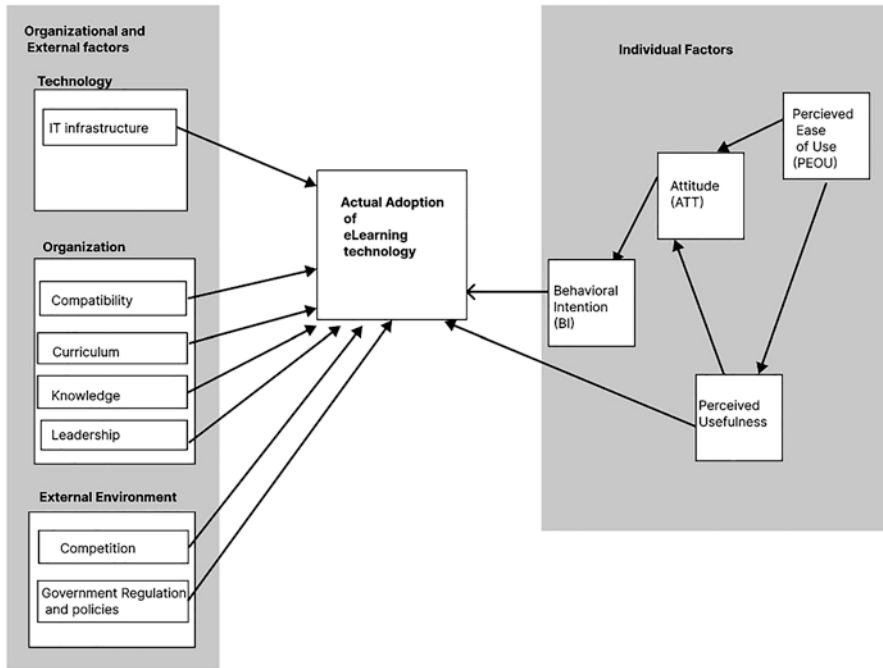 Organizational and
External factors
Technology
IT infrastructure
Organization
Compatibility
Curriculum
Knowledge
Leadership
External Environment
Competition
Government Regulation
and policies
Actual Adoption
of
eLearning
technology
Individual Factors
Percieved
Ease
of Use
(PEOU)
Attitude
(ATT)
Behavioral
Intention
(BI)
Perceived
Usefulness